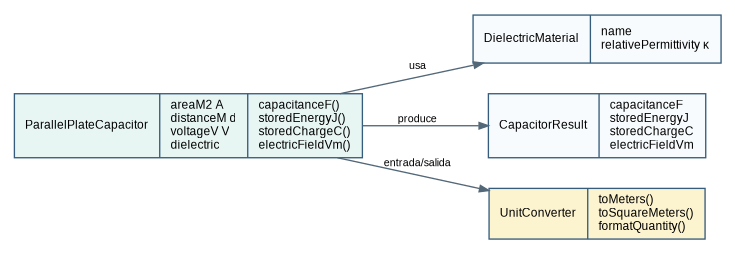 DielectricMaterial
name
relativePermittivity κ
usa
ParallelPlateCapacitor
areaM2 A
distanceM d
voltageV V
dielectric
capacitanceF()
storedEnergyJ()
storedChargeC()
electricFieldVm()
produce
CapacitorResult
capacitanceF
storedEnergyJ
storedChargeC
electricFieldVm
entrada/salida
UnitConverter
toMeters()
toSquareMeters()
formatQuantity()